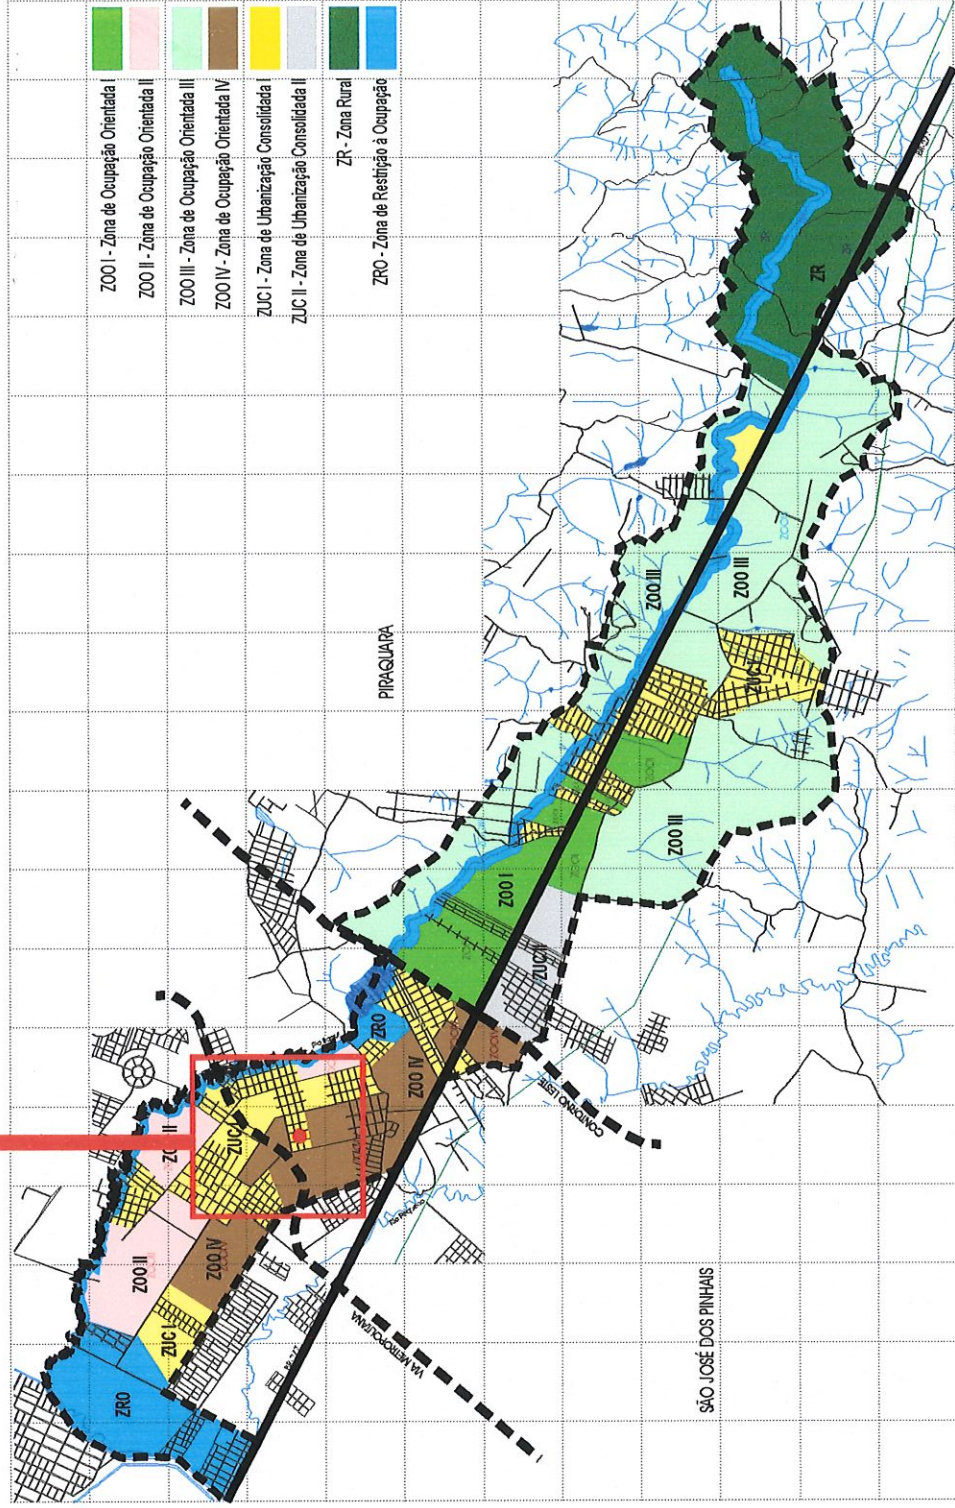 ZOO I - Zona de Ocupação Orientada I
ZOO II - Zona de Ocupação Orientada II
ZOO III - Zona de Ocupação Orientada III
ZOO IV - Zona de Ocupação Orientada IV
ZUC I - Zona de Urbanização Consolidada I
ZUC II - Zona de Urbanização Consolidada II
ZR - Zona Rural
ZRO - Zona de Restrição à Ocupação
PIRAQUARA
SÃO JOSÉ DOS PINHAIS
CONTORNO LESTE
VIA METROPOLITANA
BR-277
BR-277
ZRO
ZUC I
ZOO II
ZOO IV
ZOO II
ZUC I
ZRO
ZOO IV
ZOO I
ZUC II
ZOO III
ZOO III
ZOO III
ZUC I
ZR